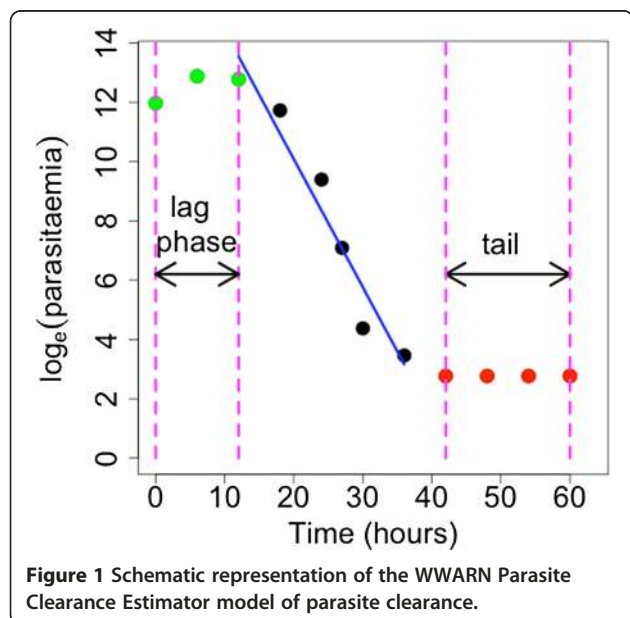 14
12
10
8
6
4
2
0
log_e(parasitaemia)
lag
phase
tail
0 10 20 30 40 50 60
Time (hours)
Figure 1 Schematic representation of the WWARN Parasite
Clearance Estimator model of parasite clearance.